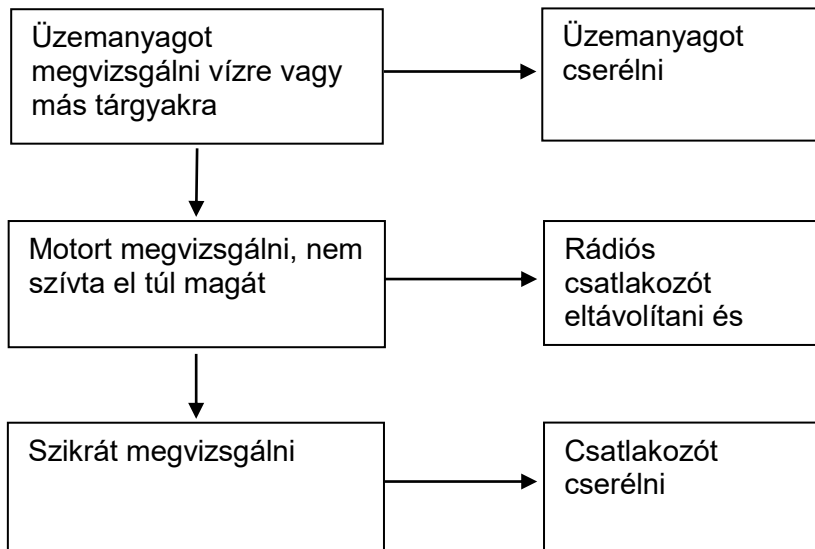 Üzemanyagot
megvizsgálni vízre vagy
más tárgyakra
Üzemanyagot
cserélni
Motort megvizsgálni, nem
szívta el túl magát
Rádiós
csatlakozót
eltávolítani és
Szikrát megvizsgálni
Csatlakozót
cserélni